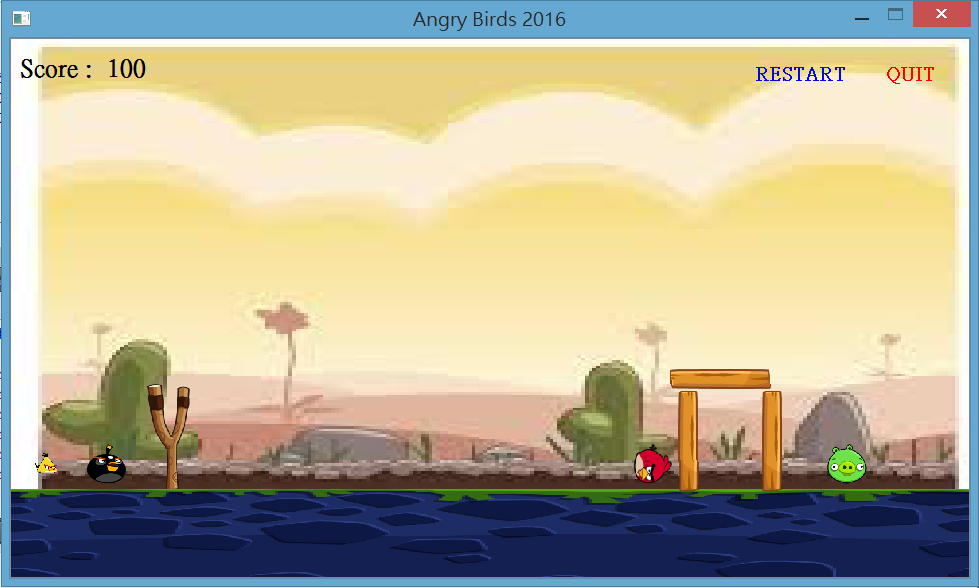 Angry Birds 2016
Score : 100
RESTART QUIT